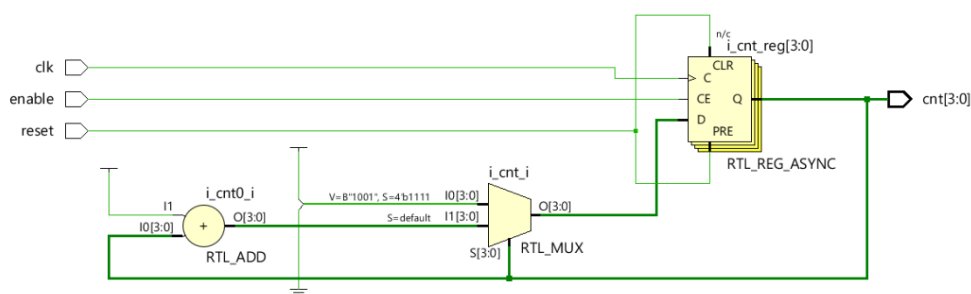 n/c
i_cnt_reg[3:0]
clk
CLR
C
enable
CE
Q
cnt[3:0]
reset
D
PRE
RTL_REG_ASYNC
i_cnt_i
i_cnt0_i
V=B"1001", S=4'b1111
I0[3:0]
O[3:0]
I1
O[3:0]
S=default
I1[3:0]
I0[3:0]
+
S[3:0]
RTL_MUX
RTL_ADD